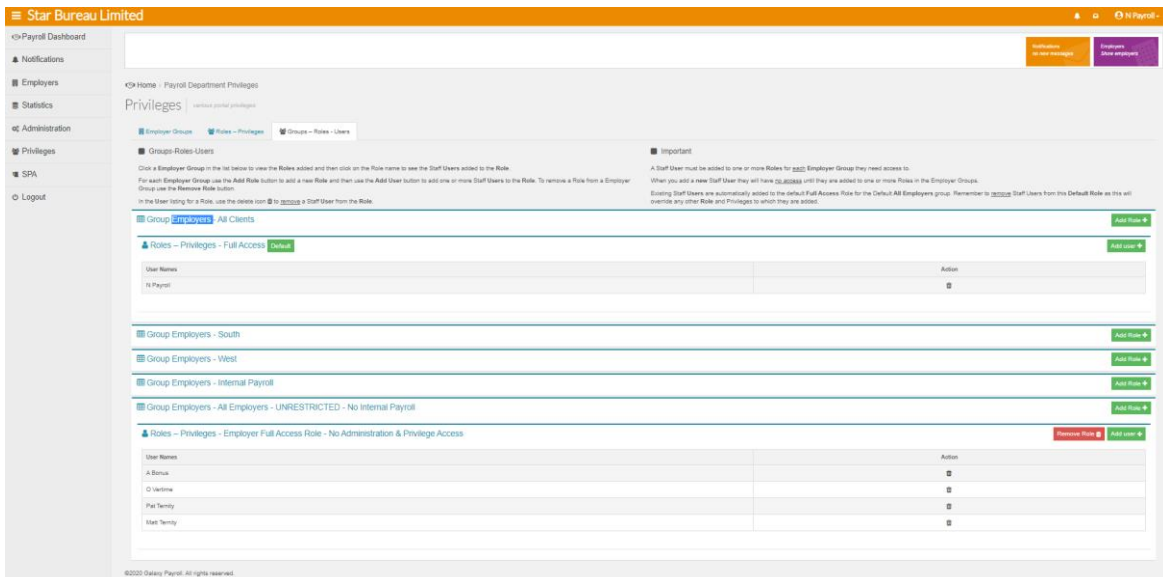 Star Bureau Limited
N Payroll
Payroll Dashboard
Notifications
Employers
Statistics
Administration
Privileges
SPA
Logout
Notifications
no new messages
Employers
Show employers
Home › Payroll Department Privileges
Privileges various portal privileges
Employer Groups Roles – Privileges Groups – Roles - Users
Groups-Roles-Users
Click a Employer Group in the list below to view the Roles added and then click on the Role name to see the Staff Users added to the Role.
For each Employer Group use the Add Role button to add a new Role and then use the Add User button to add one or more Staff Users to the Role. To remove a Role from a Employer
Group use the Remove Role button.
In the User listing for a Role, use the delete icon to remove a Staff User from the Role.
Important
A Staff User must be added to one or more Roles for each Employer Group they need access to.
When you add a new Staff User they will have no access until they are added to one or more Roles in the Employer Groups.
Existing Staff Users are automatically added to the default Full Access Role for the Default All Employers group. Remember to remove Staff Users from this Default Role as this will
override any other Role and Privileges to which they are added.
Group Employers - All Clients Add Role
Roles – Privileges - Full Access Default Add user
User Names Action
N Payroll
Group Employers - South Add Role
Group Employers - West Add Role
Group Employers - Internal Payroll Add Role
Group Employers - All Employers - UNRESTRICTED - No Internal Payroll Add Role
Roles – Privileges - Employer Full Access Role - No Administration & Privilege Access Remove Role Add user
User Names Action
A Bonus
O Vertime
Pat Ternity
Matt Ternity
©2020 Galaxy Payroll. All rights reserved.